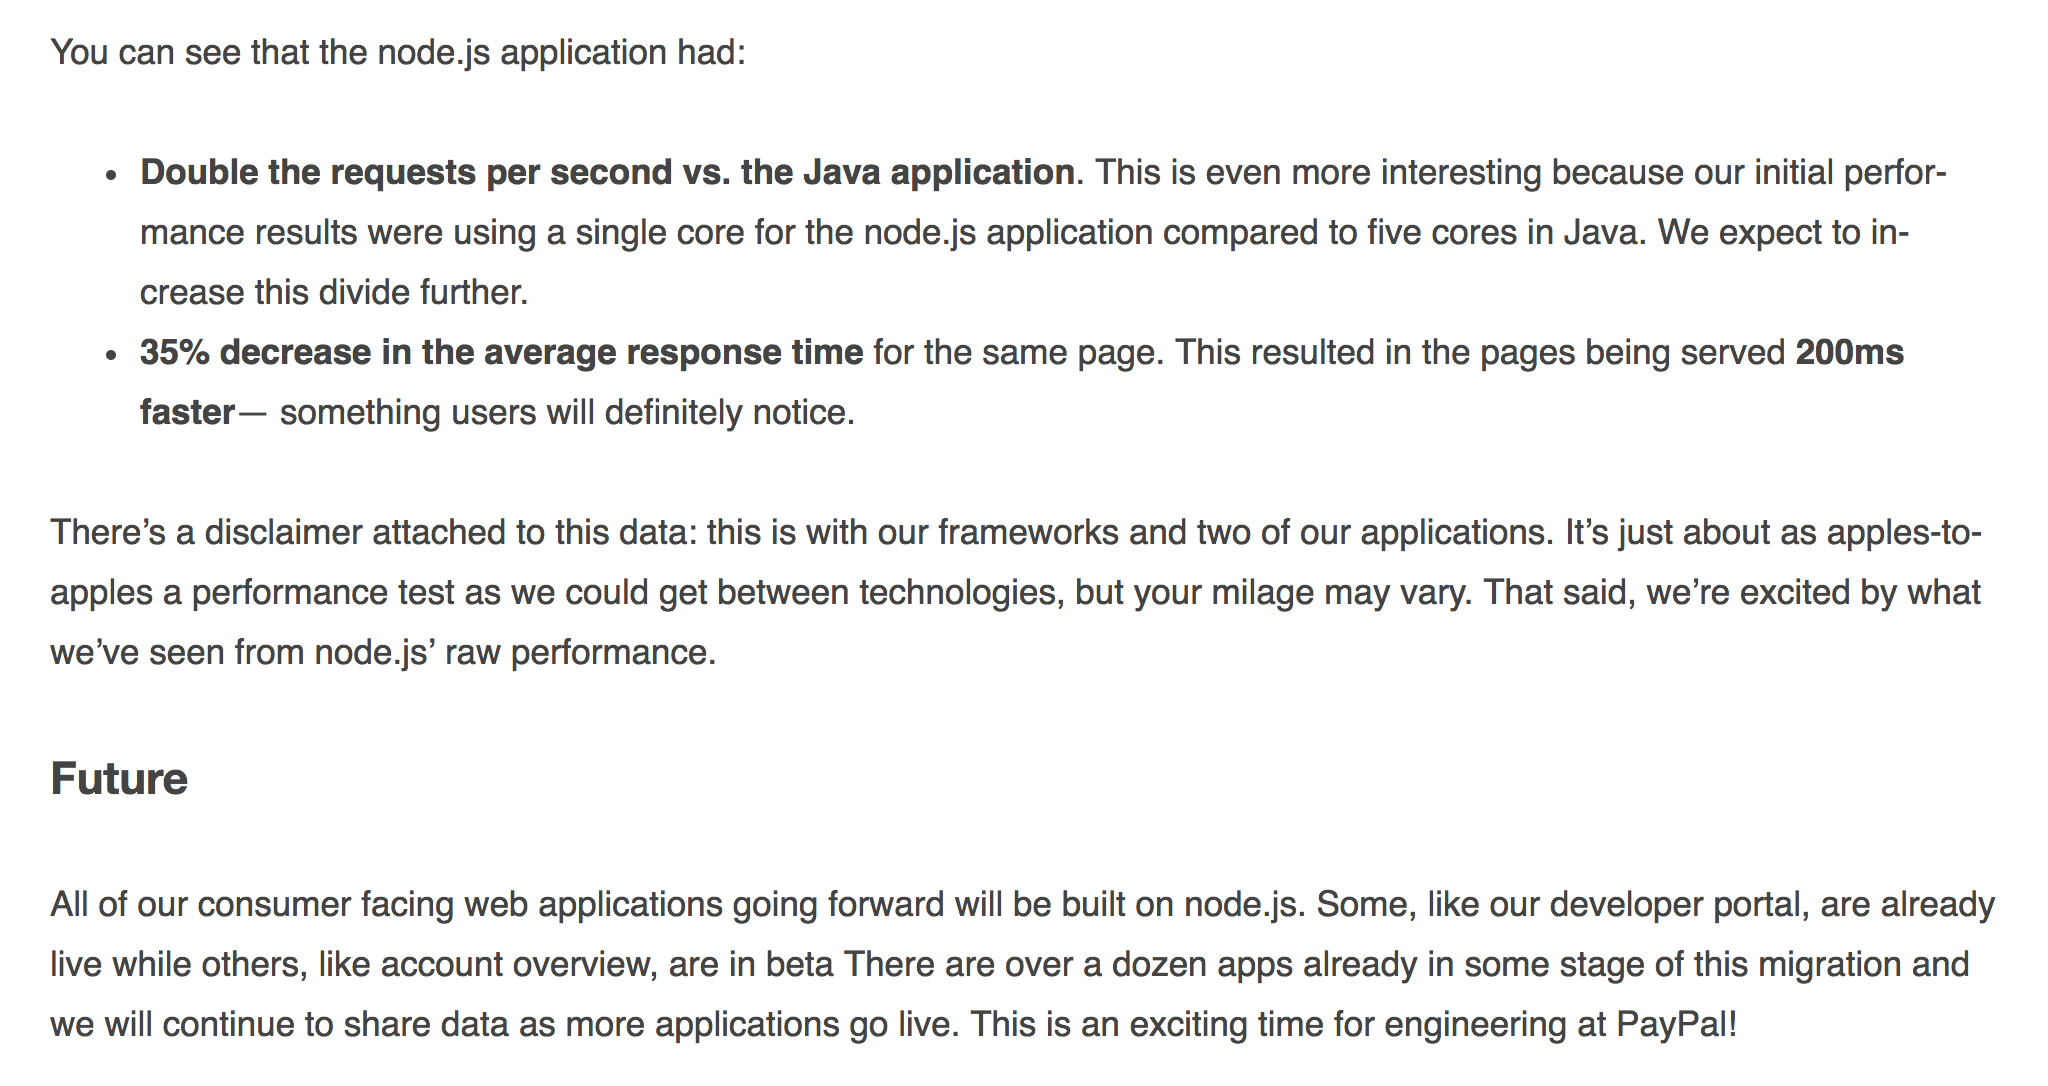 You can see that the node.js application had:
• Double the requests per second vs. the Java application. This is even more interesting because our initial perfor-
mance results were using a single core for the node.js application compared to five cores in Java. We expect to in-
crease this divide further.
• 35% decrease in the average response time for the same page. This resulted in the pages being served 200ms
faster— something users will definitely notice.
There’s a disclaimer attached to this data: this is with our frameworks and two of our applications. It’s just about as apples-to-
apples a performance test as we could get between technologies, but your milage may vary. That said, we’re excited by what
we’ve seen from node.js’ raw performance.
Future
All of our consumer facing web applications going forward will be built on node.js. Some, like our developer portal, are already
live while others, like account overview, are in beta There are over a dozen apps already in some stage of this migration and
we will continue to share data as more applications go live. This is an exciting time for engineering at PayPal!